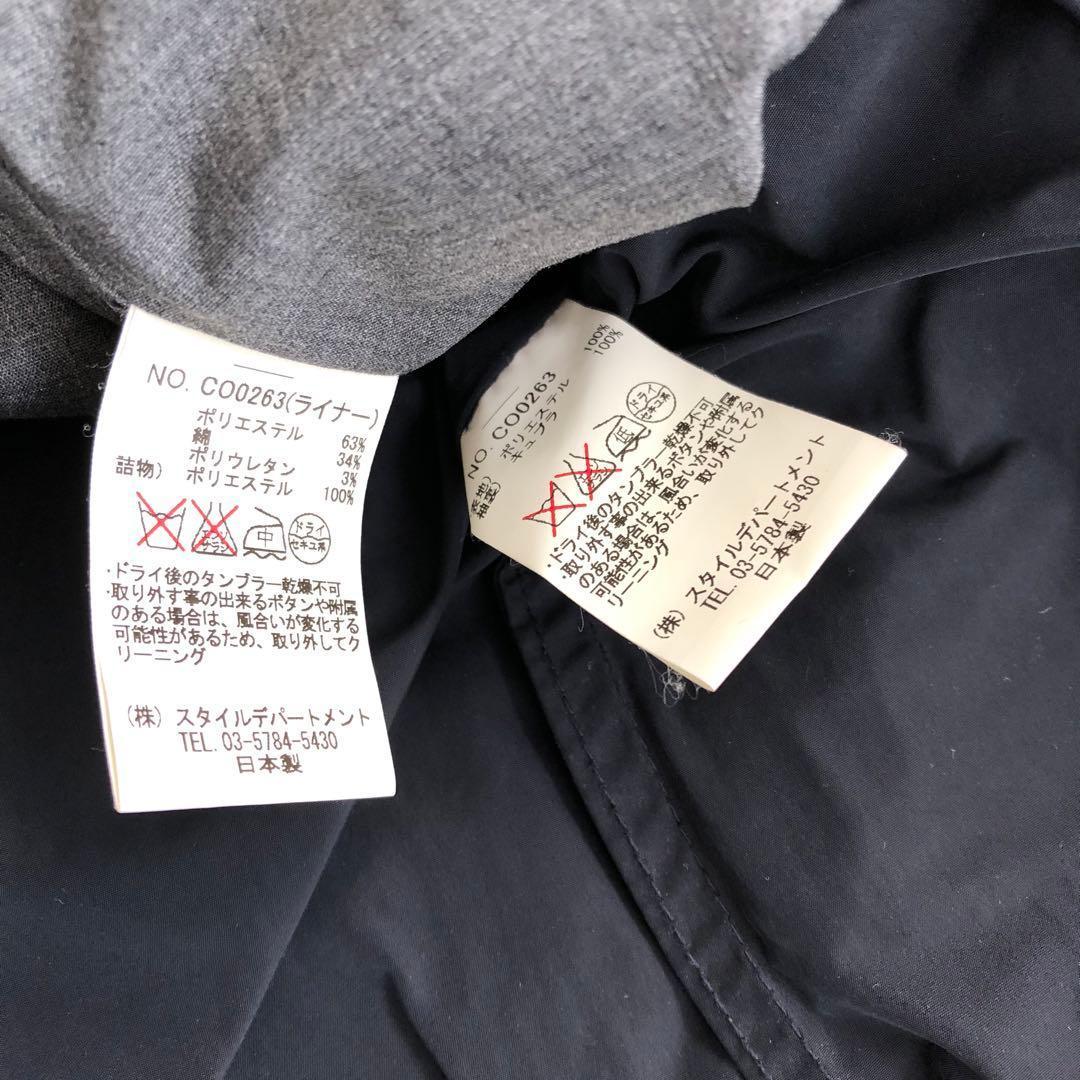 NO. CO0263(ライナー)
ポリエステル 63%
綿 34%
ポリウレタン 3%
詰物) ポリエステル 100%
エンソ
サラシ
中
ドライ
セキユ系
・ドライ後のタンブラー乾燥不可
・取り外す事の出来るボタンや附属
のある場合は、風合いが変化する
可能性があるため、取り外してク
リーニング
(株) スタイルデパートメント
TEL. 03-5784-5430
日本製
NO. CO0263
表地) ポリエステル 100%
袖裏) キュプラ 100%
低
ドライ
セキユ系
・ドライ後のタンブラー乾燥不可
・取り外す事の出来るボタンや附属
のある場合は、風合いが変化する
可能性があるため、取り外してク
リーニング
(株) スタイルデパートメント
TEL. 03-5784-5430
日本製